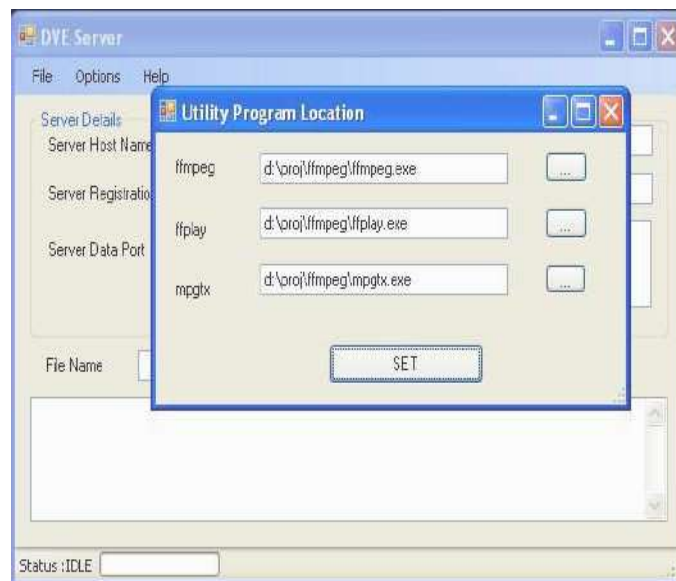 DVE Server
File Options Help
Utility Program Location
Server Details
Server Host Name
ffmpeg d:\proj\ffmpeg\ffmpeg.exe ...
Server Registratio
ffplay d:\proj\ffmpeg\ffplay.exe ...
Server Data Port
mpgtx d:\proj\ffmpeg\mpgtx.exe ...
SET
File Name
Status :IDLE